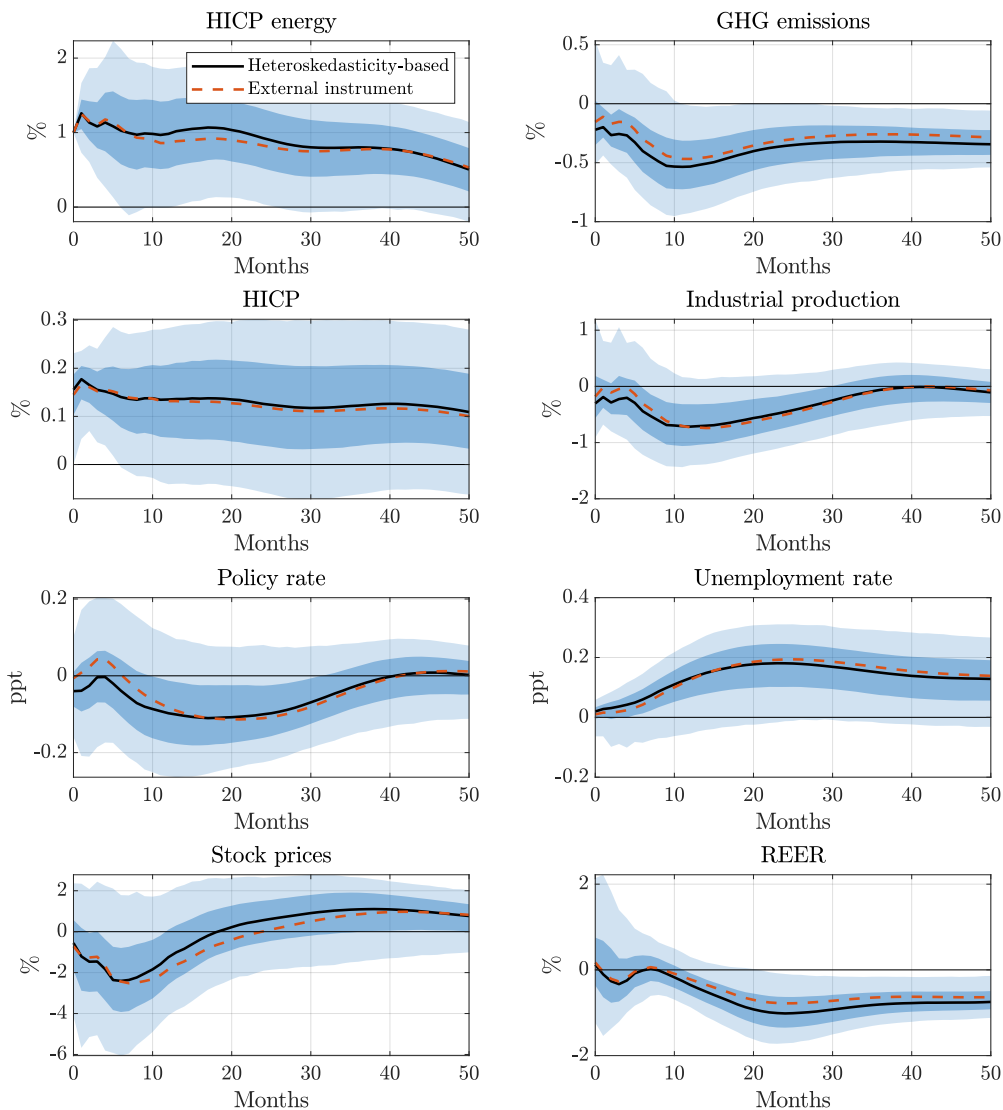 HICP energy
2
1
0
%
0 10 20 30 40 50
Months
Heteroskedasticity-based
External instrument
GHG emissions
0.5
0
-0.5
-1
%
0 10 20 30 40 50
Months
HICP
0.3
0.2
0.1
0
%
0 10 20 30 40 50
Months
Industrial production
1
0
-1
-2
%
0 10 20 30 40 50
Months
Policy rate
0.2
0
-0.2
ppt
0 10 20 30 40 50
Months
Unemployment rate
0.4
0.2
0
-0.2
0 10 20 30 40 50
Months
Stock prices
2
0
-2
-4
-6
%
0 10 20 30 40 50
Months
REER
2
0
-2
%
0 10 20 30 40 50
Months